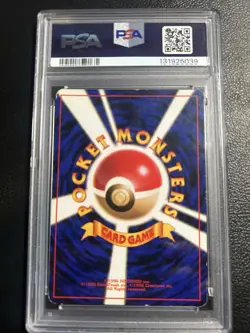 PSA
PSA
131925039
POCKET MONSTERS
CARD GAME